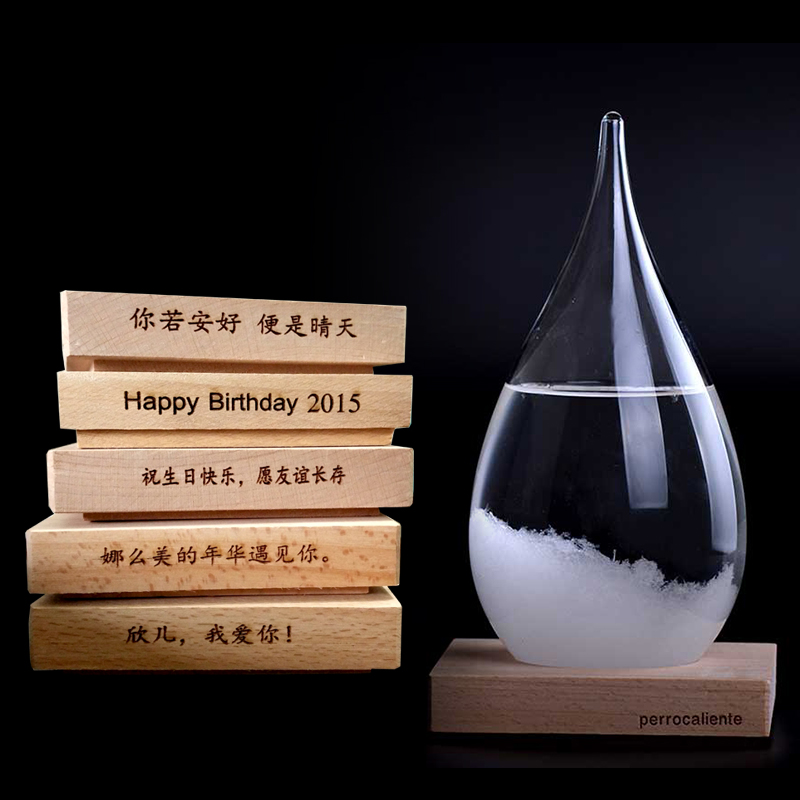 你若安好 便是晴天
Happy Birthday 2015
祝生日快乐，愿友谊长存
娜么美的年华遇见你。
欣儿，我爱你！
perrocaliente